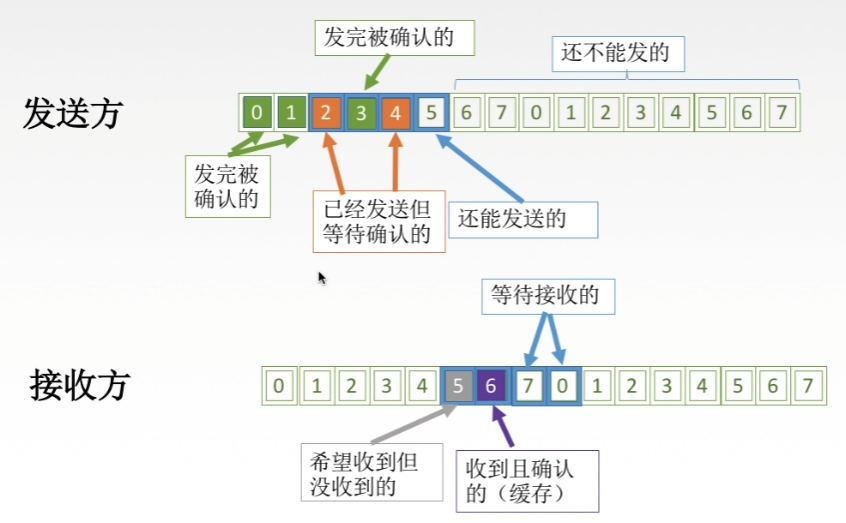 发完被确认的
还不能发的
发送方
0 1 2 3 4 5 6 7 0 1 2 3 4 5 6 7
发完被
确认的
已经发送但
等待确认的
还能发送的
等待接收的
接收方
0 1 2 3 4 5 6 7 0 1 2 3 4 5 6 7
希望收到但
没收到的
收到且确认
的（缓存）